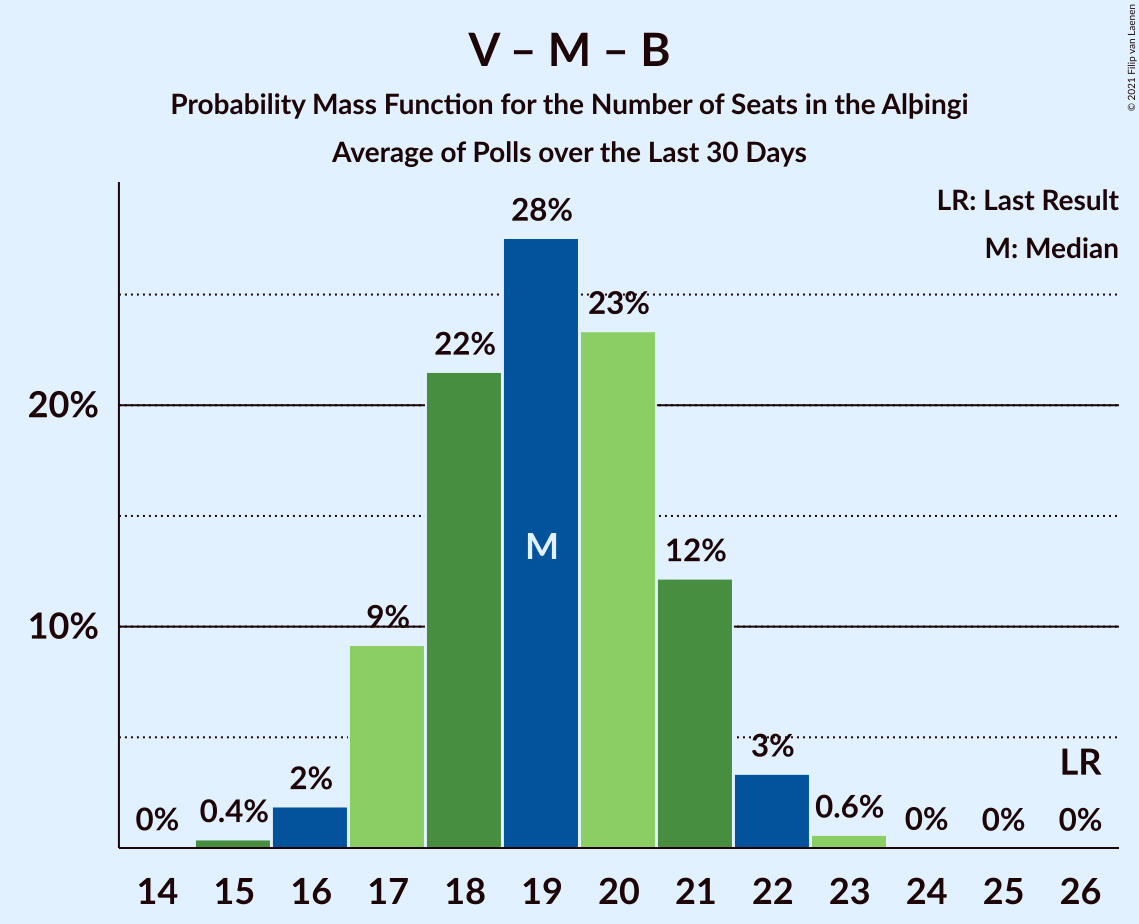 V – M – B
Probability Mass Function for the Number of Seats in the Alþingi
Average of Polls over the Last 30 Days
© 2021 Filip van Laenen
LR: Last Result
M: Median
28%
23%
22%
20%
M
12%
10%
9%
3%
LR
2%
0%
0.4%
0.6%
0%
0%
0%
14 15 16 17 18 19 20 21 22 23 24 25 26